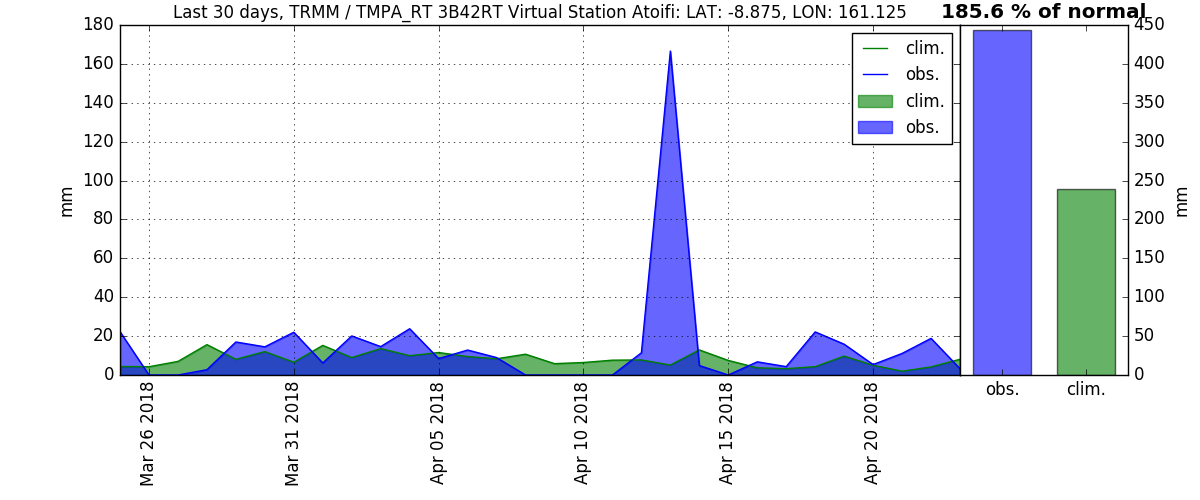 Last 30 days, TRMM / TMPA_RT 3B42RT Virtual Station Atoifi: LAT: -8.875, LON: 161.125
185.6 % of normal
180
160
140
120
100
80
60
40
20
0
mm
clim.
obs.
clim.
obs.
450
400
350
300
250
200
150
100
50
0
mm
Mar 26 2018
Mar 31 2018
Apr 05 2018
Apr 10 2018
Apr 15 2018
Apr 20 2018
obs.
clim.